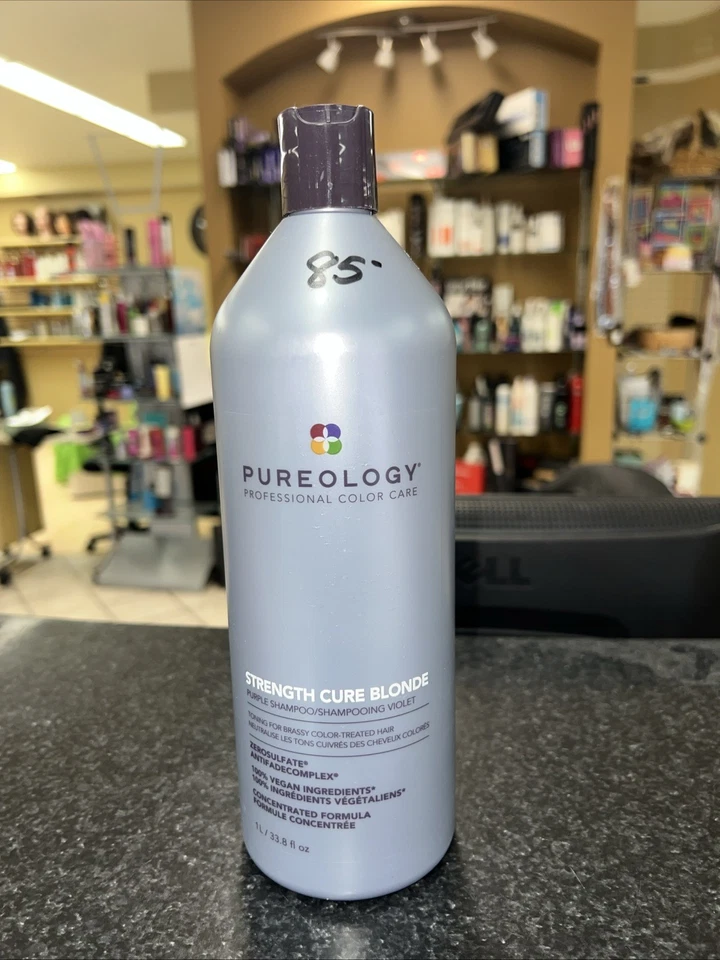 85-
PUREOLOGY®
PROFESSIONAL COLOR CARE
STRENGTH CURE BLONDE
PURPLE SHAMPOO/SHAMPOOING VIOLET
TONING FOR BRASSY COLOR-TREATED HAIR
NEUTRALISE LES TONS CUIVRÉS DES CHEVEUX COLORÉS
ZEROSULFATE®
ANTIFADECOMPLEX®
100% VEGAN INGREDIENTS*
100% INGRÉDIENTS VÉGÉTALIENS*
CONCENTRATED FORMULA
FORMULE CONCENTRÉE
1 L / 33.8 fl oz
DELL